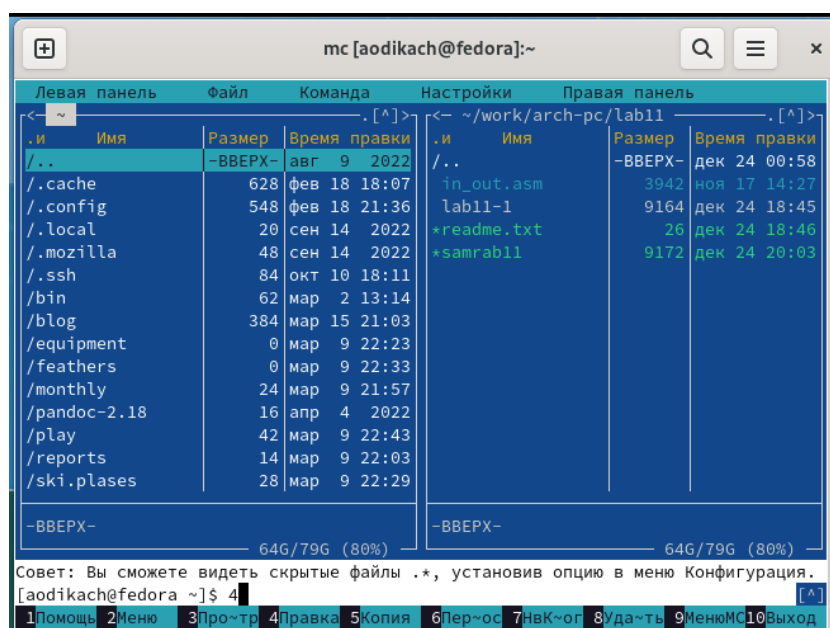 mc [aodikach@fedora]:~
Левая панель Файл Команда Настройки Правая панель
<— ~ .[^]> <— ~/work/arch-pc/lab11 .[^]>
.и Имя Размер Время правки .и Имя Размер Время правки
/.. -ВВЕРХ- авг 9 2022 /.. -ВВЕРХ- дек 24 00:58
/.cache 628 фев 18 18:07 in_out.asm 3942 ноя 17 14:27
/.config 548 фев 18 21:36 lab11-1 9164 дек 24 18:45
/.local 20 сен 14 2022 *readme.txt 26 дек 24 18:46
/.mozilla 48 сен 14 2022 *samrab11 9172 дек 24 20:03
/.ssh 84 окт 10 18:11
/bin 62 мар 2 13:14
/blog 384 мар 15 21:03
/equipment 0 мар 9 22:23
/feathers 0 мар 9 22:33
/monthly 24 мар 9 21:57
/pandoc-2.18 16 апр 4 2022
/play 42 мар 9 22:43
/reports 14 мар 9 22:03
/ski.plases 28 мар 9 22:29
-ВВЕРХ- -ВВЕРХ-
64G/79G (80%) 64G/79G (80%)
Совет: Вы сможете видеть скрытые файлы .*, установив опцию в меню Конфигурация.
[aodikach@fedora ~]$ 4 [^]
1Помощь 2Меню 3Про~тр 4Правка 5Копия 6Пер~ос 7НвК~ог 8Уда~ть 9МенюMC 10Выход